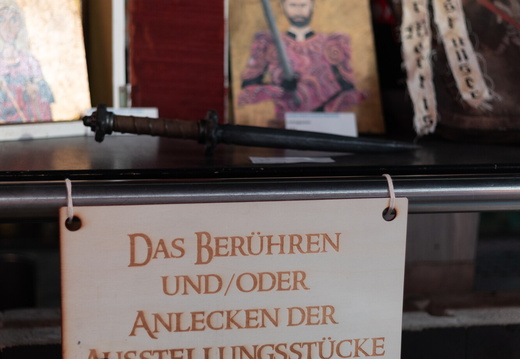 DAS BERÜHREN
UND/ODER
ANLECKEN DER
AUSSTELLUNGSSTÜCKE